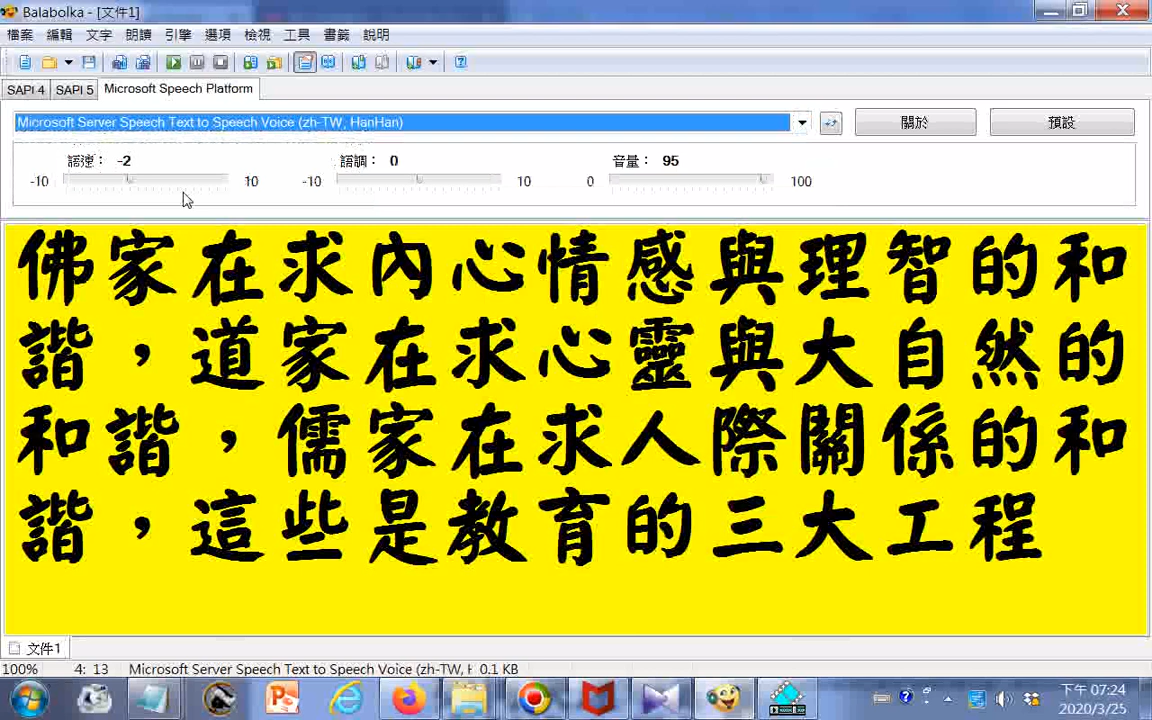 Balabolka - [文件1]
檔案 編輯 文字 朗讀 引擎 選項 檢視 工具 書籤 說明
SAPI 4 SAPI 5 Microsoft Speech Platform
Microsoft Server Speech Text to Speech Voice (zh-TW, HanHan) 關於 預設
語速： -2 語調： 0 音量： 95
-10 10 -10 10 0 100
佛家在求內心情感與理智的和
諧，道家在求心靈與大自然的
和諧，儒家在求人際關係的和
諧，這些是教育的三大工程
文件1
100% 4: 13 Microsoft Server Speech Text to Speech Voice (zh-TW, H 0.1 KB
下午 07:24
2020/3/25